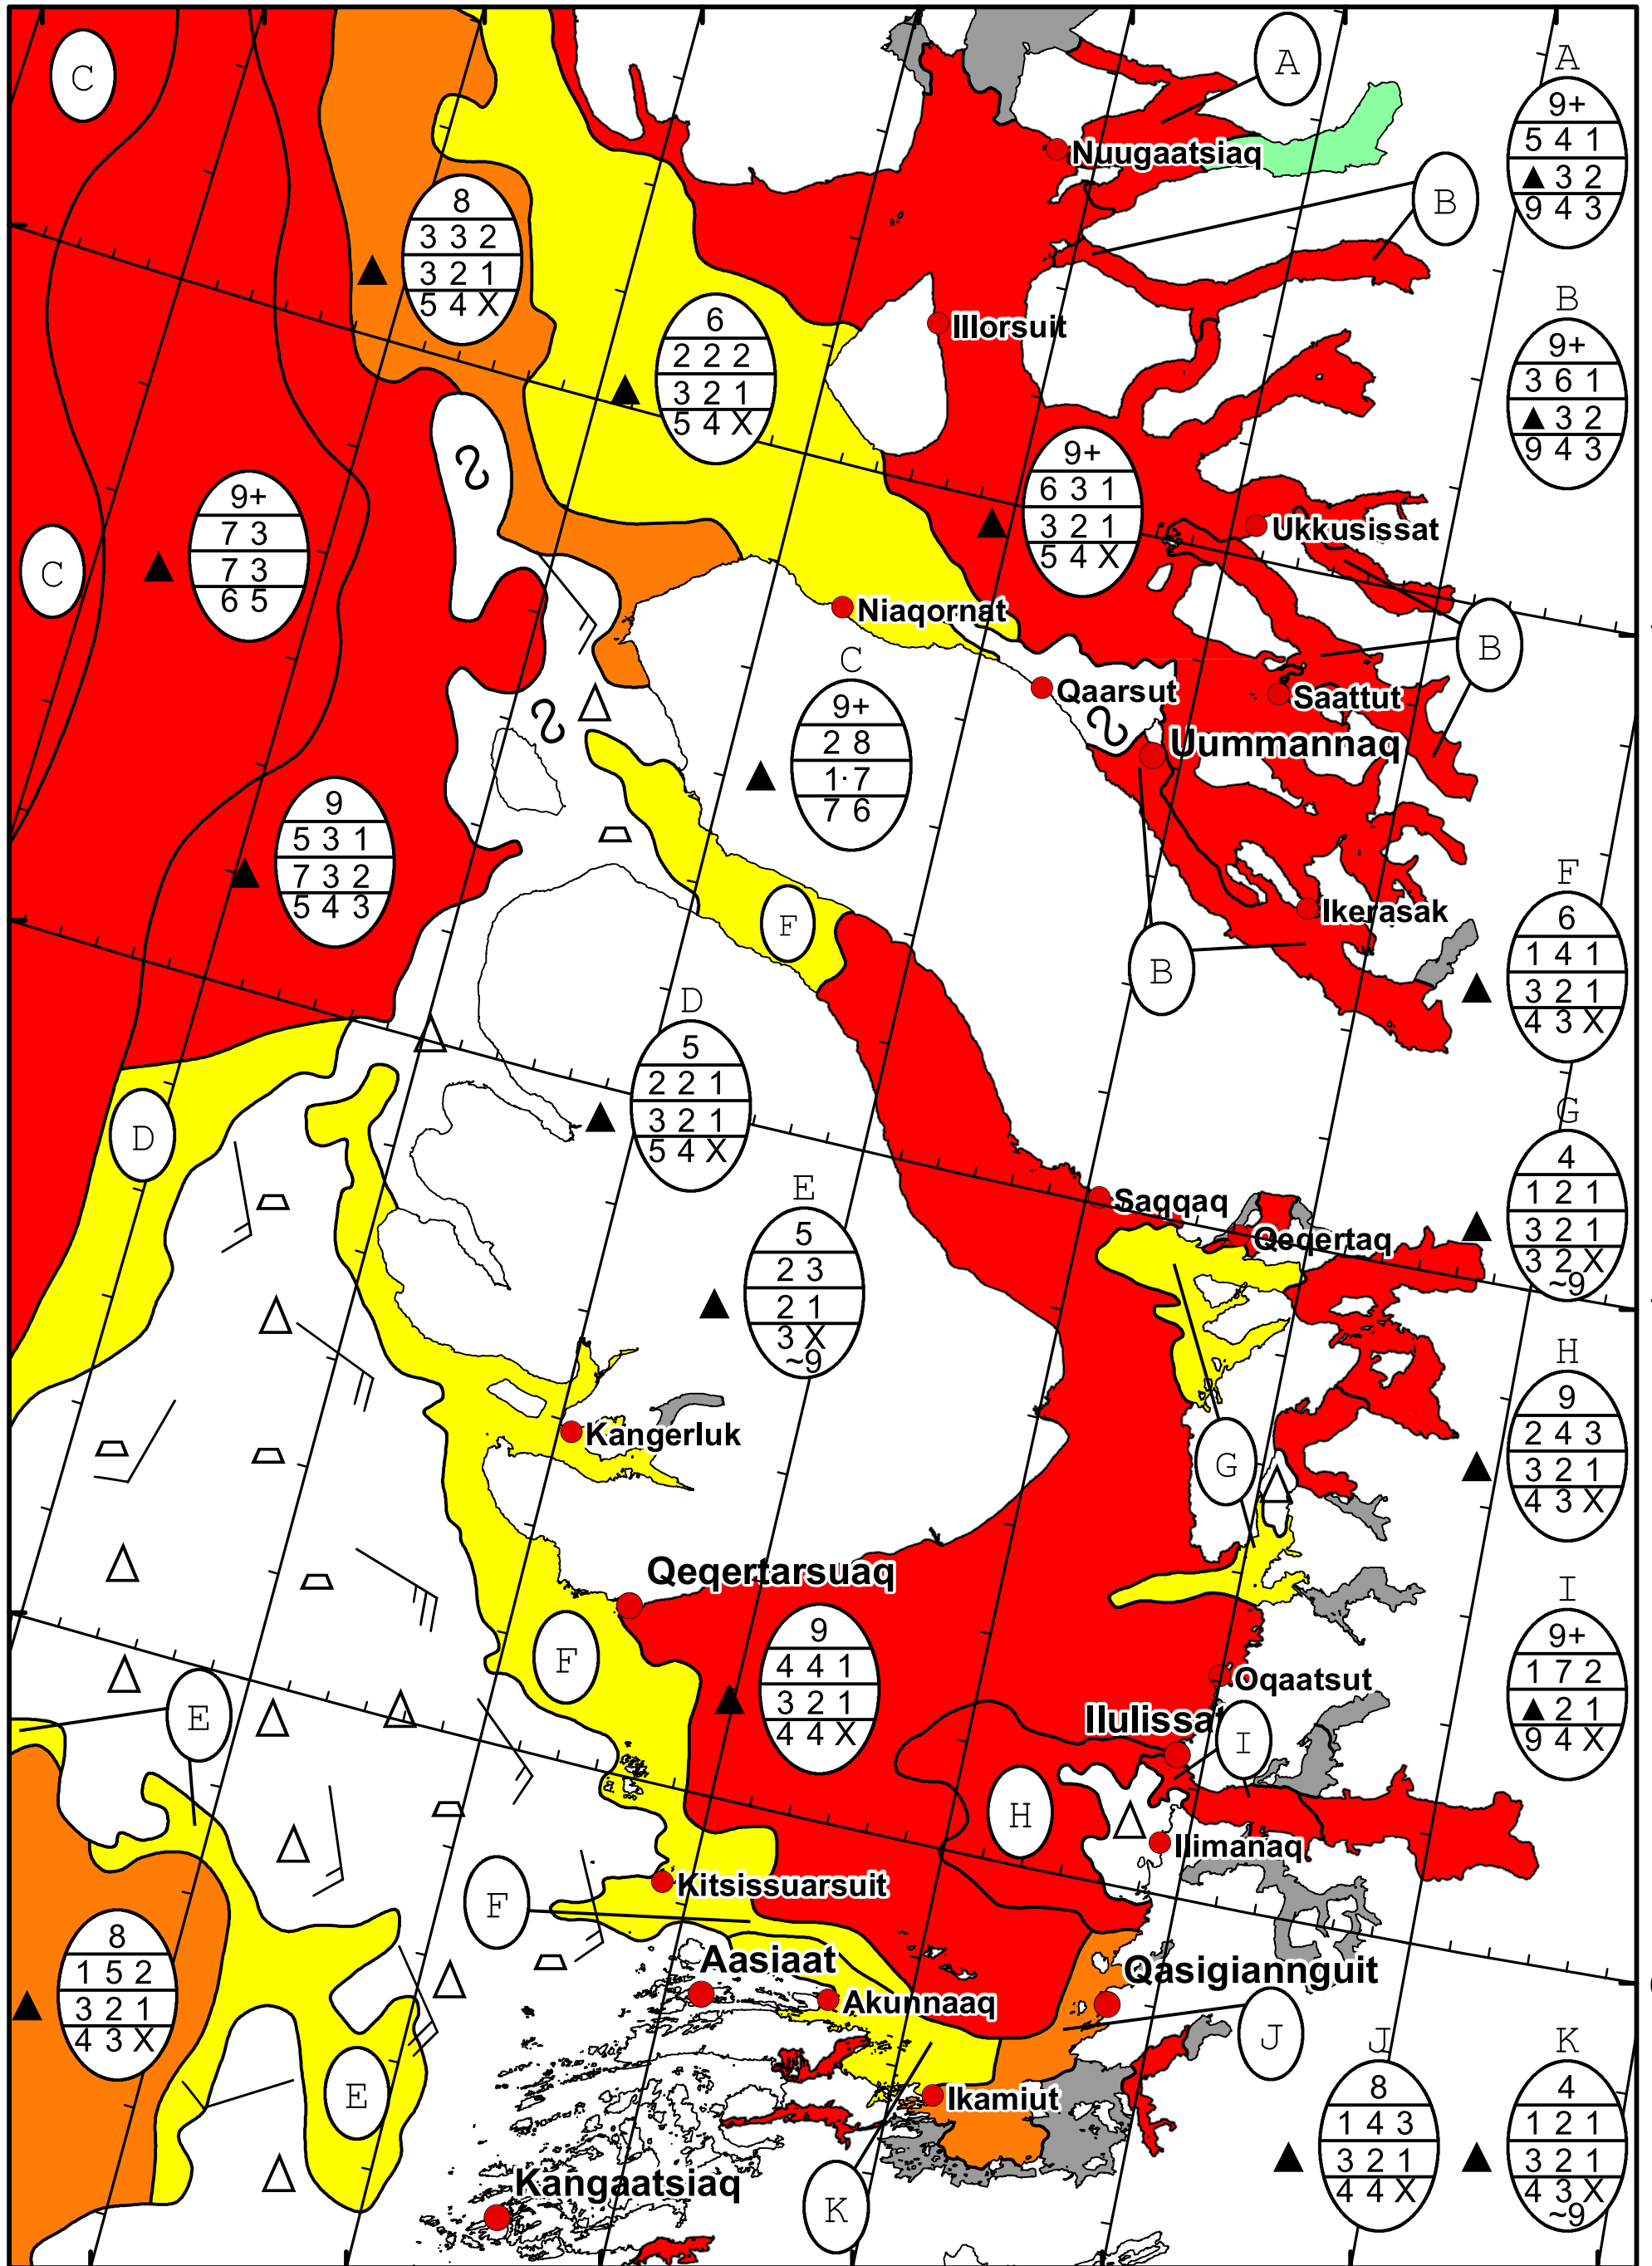 C
A
A
9+
5 4 1
▲ 3 2
9 4 3
Nuugaatsiaq
B
8
3 3 2
3 2 1
5 4 X
Illorsuit
6
2 2 2
3 2 1
5 4 X
B
9+
3 6 1
▲ 3 2
9 4 3
9+
6 3 1
3 2 1
5 4 X
9+
7 3
7 3
6 5
C
Ukkusissat
Niaqornat
B
C
9+
2 8
1· 7
7 6
Qaarsut
Saattut
Uummannaq
9
5 3 1
7 3 2
5 4 3
F
Ikerasak
B
F
6
1 4 1
3 2 1
4 3 X
D
5
2 2 1
3 2 1
5 4 X
D
G
4
1 2 1
3 2 1
3 2 X
~9
E
5
2 3
2 1
3 X
~9
Saqqaq
Qeqertaq
Kangerluk
G
H
9
2 4 3
3 2 1
4 3 X
Qeqertarsuaq
F
9
4 4 1
3 2 1
4 4 X
I
9+
1 7 2
▲ 2 1
9 4 X
Oqaatsut
E
Ilulissa
I
H
Ilimanaq
Kitsissuarsuit
F
8
1 5 2
3 2 1
4 3 X
Aasiaat
Akunnaaq
Qasigiannguit
J
E
Ikamiut
J
8
1 4 3
3 2 1
4 4 X
K
4
1 2 1
3 2 1
4 3 X
~9
Kangaatsiaq
K